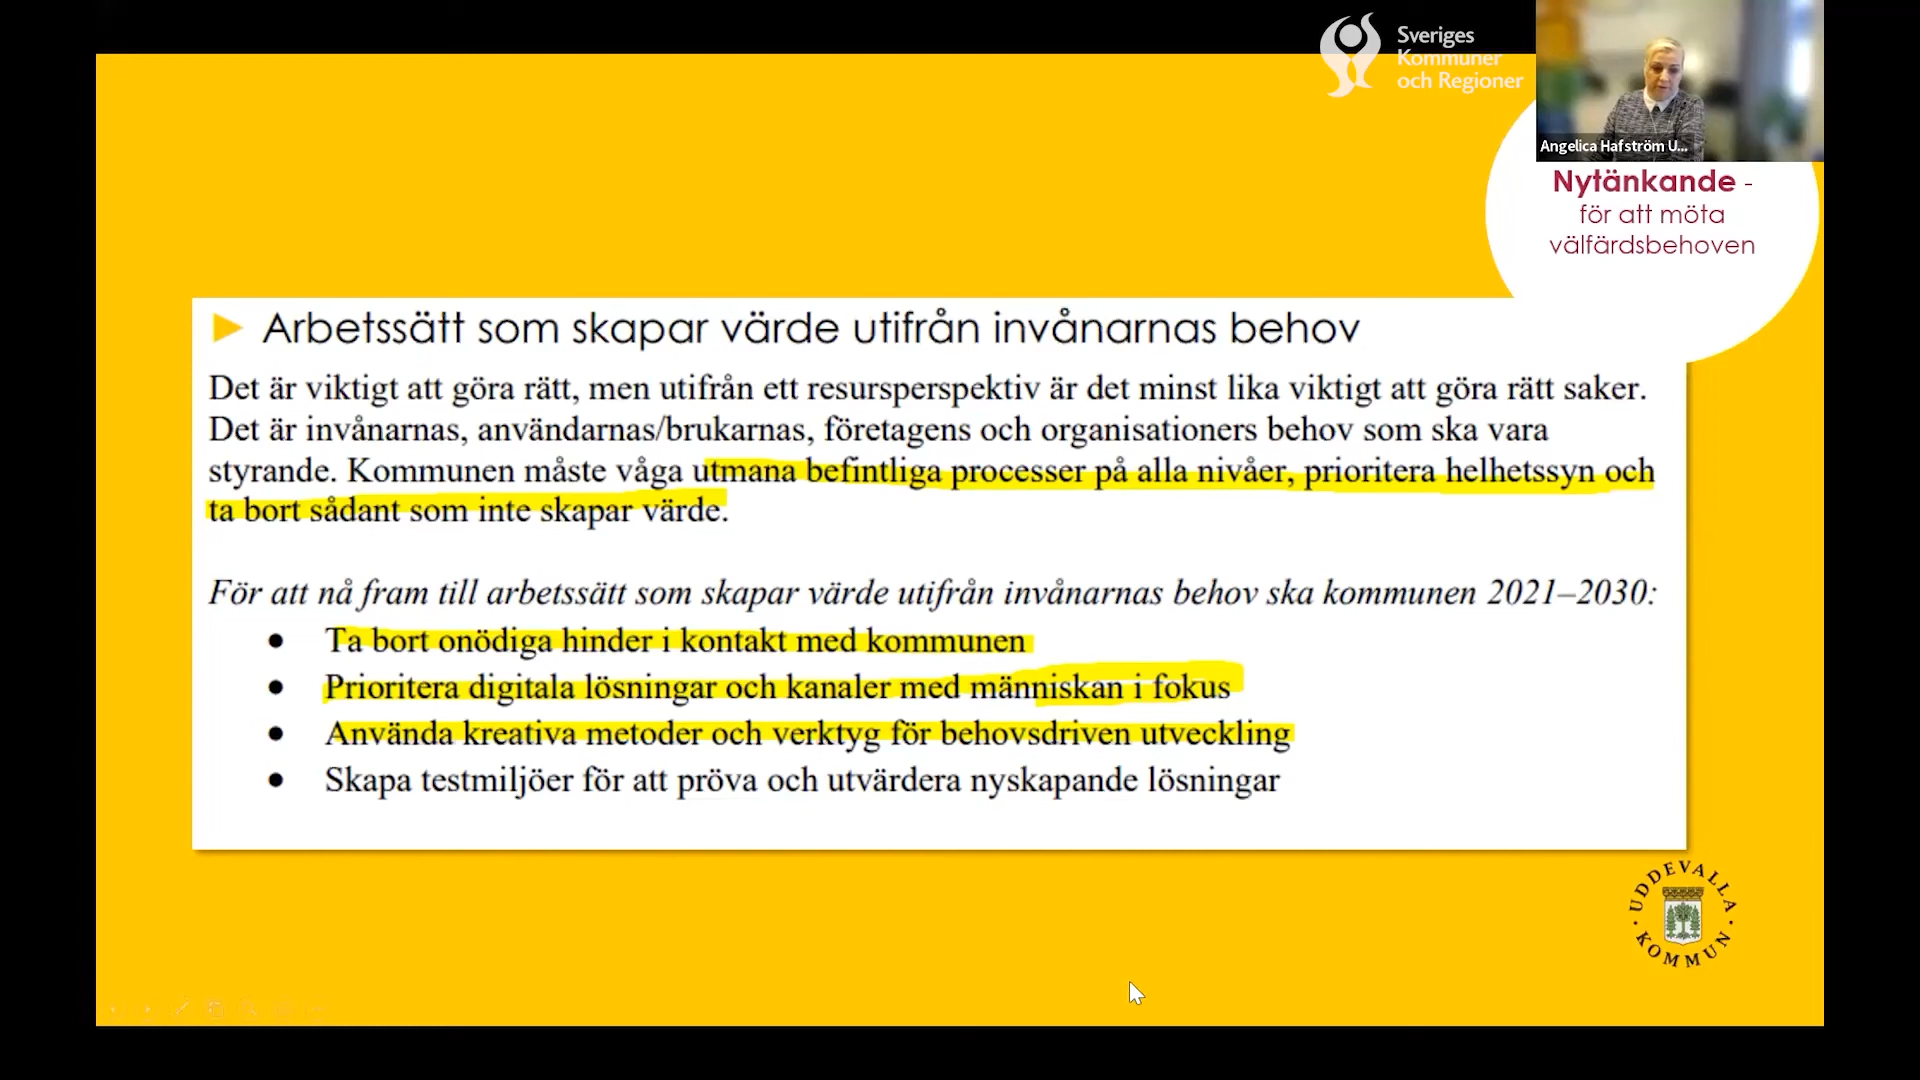 Sveriges
Kommuner
och Regioner
Angelica Hafström U...
Nytänkande -
för att möta
välfärdsbehoven
Arbetssätt som skapar värde utifrån invånarnas behov
Det är viktigt att göra rätt, men utifrån ett resursperspektiv är det minst lika viktigt att göra rätt saker.
Det är invånarnas, användarnas/brukarnas, företagens och organisationers behov som ska vara
styrande. Kommunen måste våga utmana befintliga processer på alla nivåer, prioritera helhetssyn och
ta bort sådant som inte skapar värde.
För att nå fram till arbetssätt som skapar värde utifrån invånarnas behov ska kommunen 2021–2030:
• Ta bort onödiga hinder i kontakt med kommunen
• Prioritera digitala lösningar och kanaler med människan i fokus
• Använda kreativa metoder och verktyg för behovsdriven utveckling
• Skapa testmiljöer för att pröva och utvärdera nyskapande lösningar
UDDEVALLA
KOMMUN